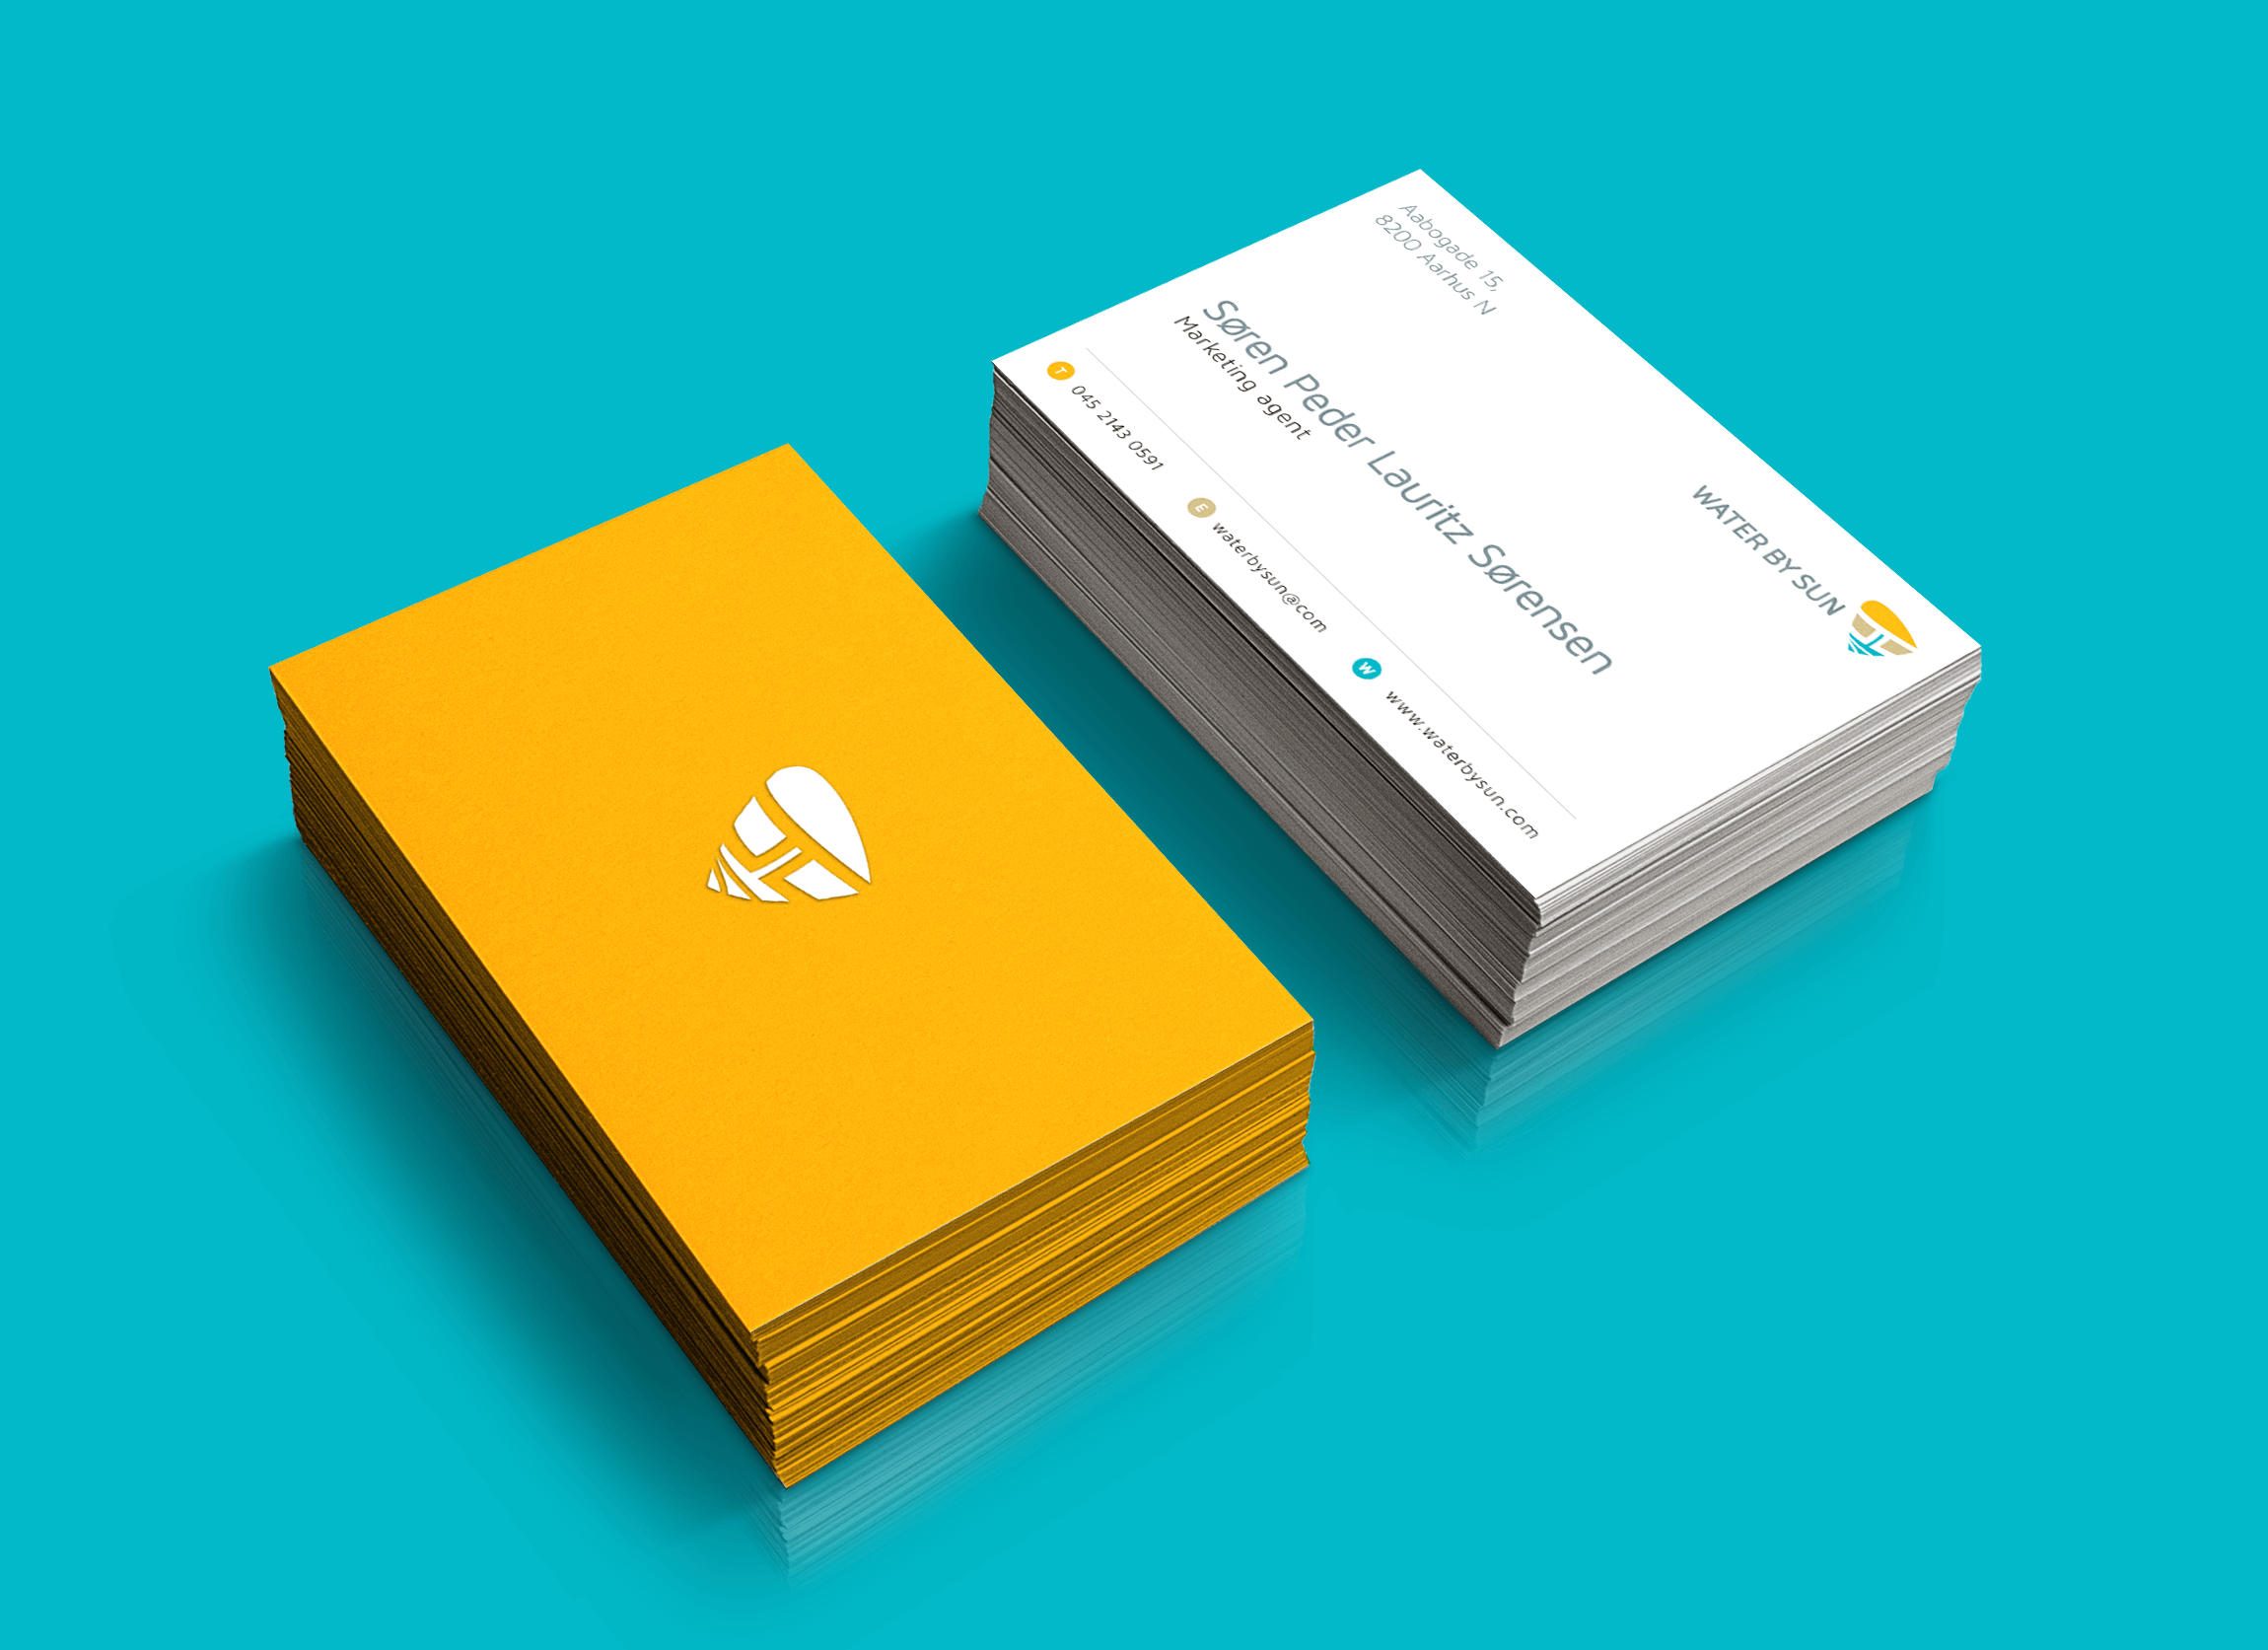 Aabogade 15,
8200 Aarhus N
WATER BY SUN
Søren Peder Lauritz Sørensen
Marketing agent
T 045 2143 0591
E waterbysun@com
W www.waterbysun.com